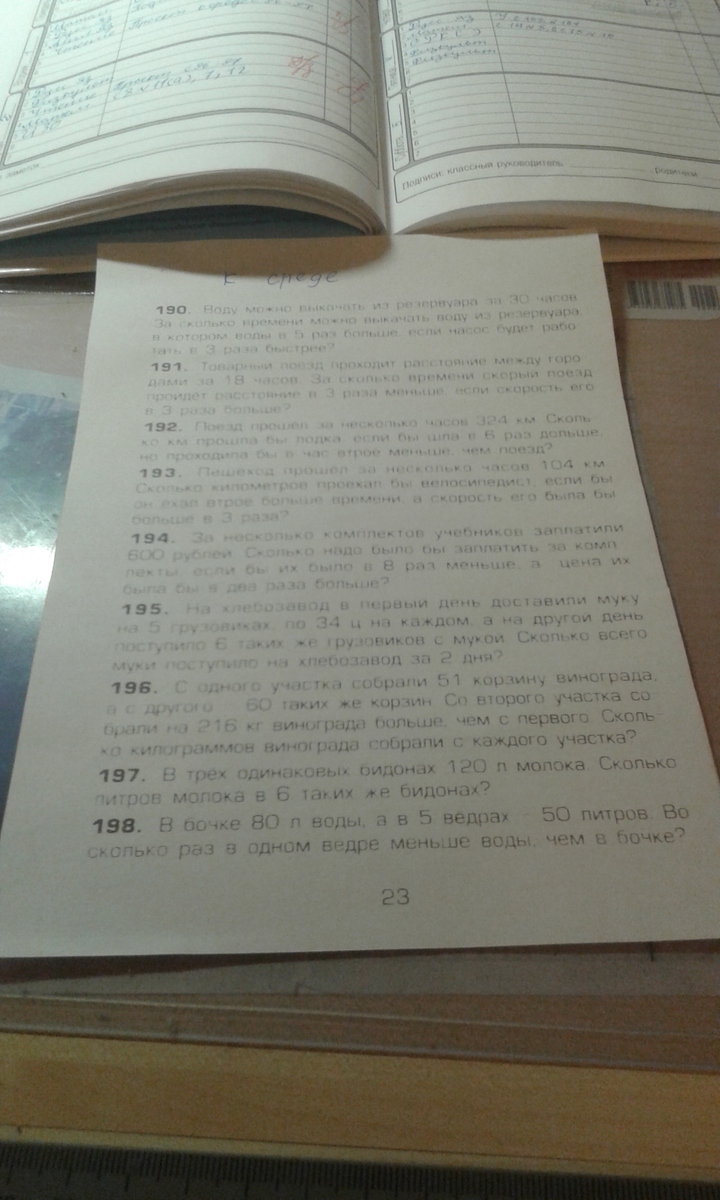 заметок
Подписи: классный руководитель родители
к среде
190. Воду можно выкачать из резервуара за 30 часов.
За сколько времени можно выкачать воду из резервуара,
в котором воды в 5 раз больше, если насос будет рабо
тать в 3 раза быстрее?
191. Товарный поезд проходит расстояние между горо
дами за 18 часов. За сколько времени скорый поезд
пройдёт расстояние в 3 раза меньше, если скорость его
в 3 раза больше?
192. Поезд прошёл за несколько часов 324 км. Сколь-
ко км прошла бы лодка, если бы шла в 6 раз дольше,
но проходила бы в час втрое меньше, чем поезд?
193. Пешеход прошёл за несколько часов 104 км.
Сколько километров проехал бы велосипедист, если бы
он ехал втрое больше времени, а скорость его была бы
больше в 3 раза?
194. За несколько комплектов учебников заплатили
600 рублей. Сколько надо было бы заплатить за комп
лекты, если бы их было в 8 раз меньше, а цена их
была бы в два раза больше?
195. На хлебозавод в первый день доставили муку
на 5 грузовиках, по 34 ц на каждом, а на другой день
поступило 6 таких же грузовиков с мукой. Сколько всего
муки поступило на хлебозавод за 2 дня?
196. С одного участка собрали 51 корзину винограда,
а с другого - 60 таких же корзин. Со второго участка со
брали на 216 кг винограда больше, чем с первого. Сколь
ко килограммов винограда собрали с каждого участка?
197. В трёх одинаковых бидонах 120 л молока. Сколько
литров молока в 6 таких же бидонах?
198. В бочке 80 л воды, а в 5 вёдрах - 50 литров. Во
сколько раз в одном ведре меньше воды, чем в бочке?
23